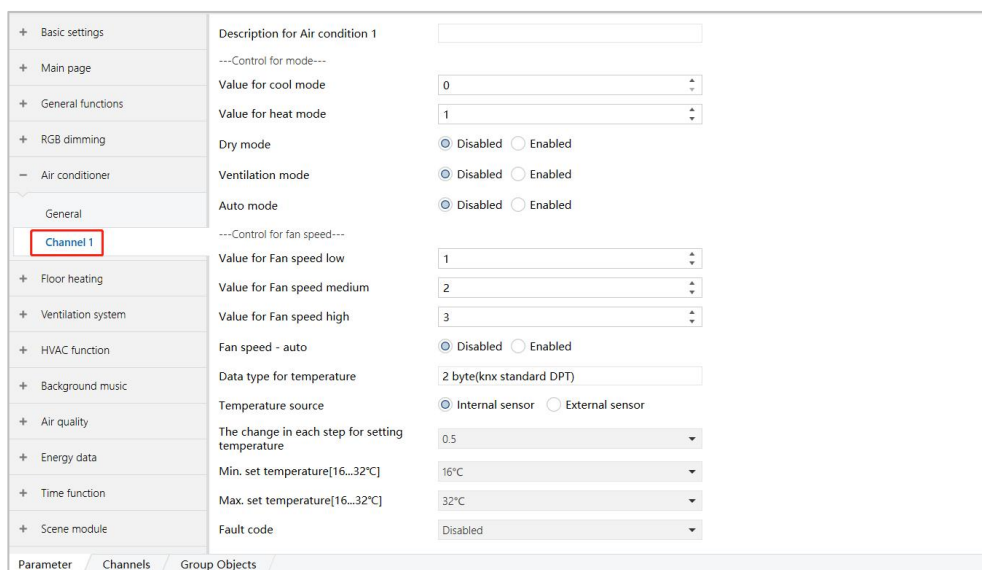 Basic settings
Main page
General functions
RGB dimming
Air conditioner
General
Channel 1
Floor heating
Ventilation system
HVAC function
Background music
Air quality
Energy data
Time function
Scene module
Description for Air condition 1
---Control for mode---
Value for cool mode 0
Value for heat mode 1
Dry mode Disabled Enabled
Ventilation mode Disabled Enabled
Auto mode Disabled Enabled
---Control for fan speed---
Value for Fan speed low 1
Value for Fan speed medium 2
Value for Fan speed high 3
Fan speed - auto Disabled Enabled
Data type for temperature 2 byte(knx standard DPT)
Temperature source Internal sensor External sensor
The change in each step for setting
temperature 0.5
Min. set temperature[16...32°C] 16°C
Max. set temperature[16...32°C] 32°C
Fault code Disabled
Parameter Channels Group Objects